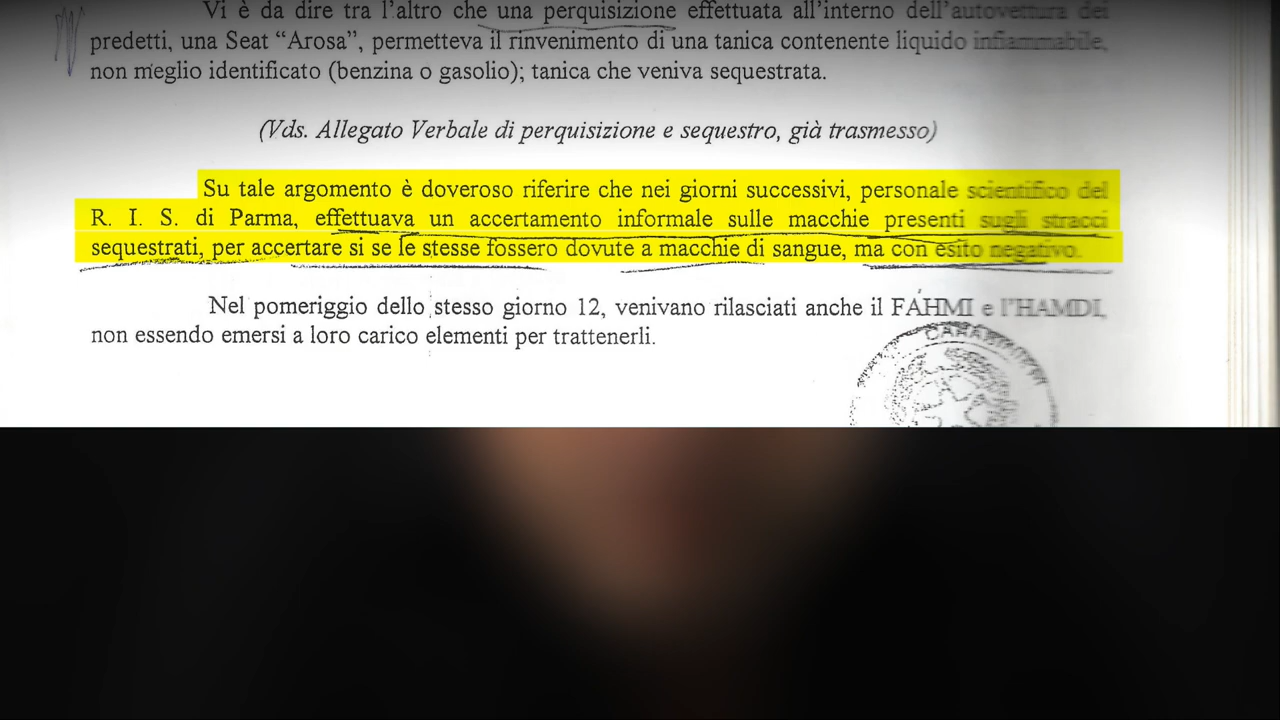 Vi è da dire tra l'altro che una perquisizione effettuata all'interno dell'autovettura dei
predetti, una Seat “Arosa”, permetteva il rinvenimento di una tanica contenente liquido infiammabile,
non meglio identificato (benzina o gasolio); tanica che veniva sequestrata.
(Vds. Allegato Verbale di perquisizione e sequestro, già trasmesso)
Su tale argomento è doveroso riferire che nei giorni successivi, personale scientifico del
R. I. S. di Parma, effettuava un accertamento informale sulle macchie presenti sugli stracci
sequestrati, per accertare si se le stesse fossero dovute a macchie di sangue, ma con esito negativo.
Nel pomeriggio dello stesso giorno 12, venivano rilasciati anche il FAHMI e l'HAMDI,
non essendo emersi a loro carico elementi per trattenerli.